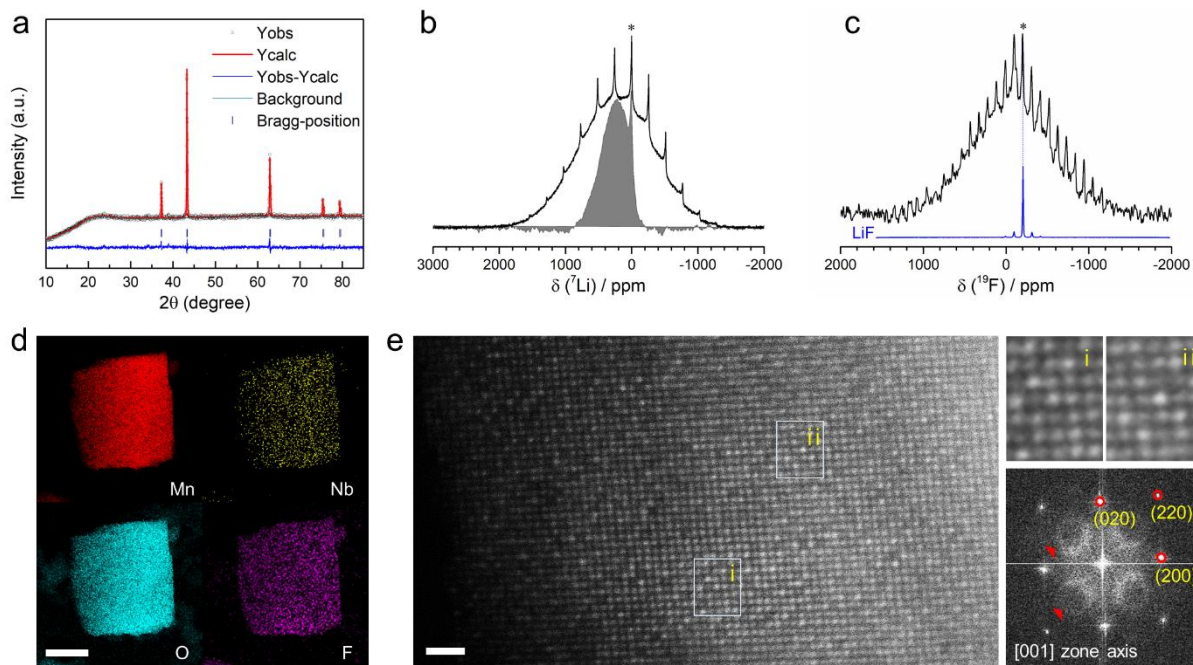 a
Yobs
Ycalc
Yobs-Ycalc
Background
Bragg-position
Intensity (a.u.)
10 20 30 40 50 60 70 80
2θ (degree)
b
*
3000 2000 1000 0 -1000 -2000
δ (⁷Li) / ppm
c
*
LiF
2000 1000 0 -1000 -2000
δ (¹⁹F) / ppm
d
Mn
Nb
O
F
e
ii
i
i
ii
(020)
(220)
(200)
[001] zone axis